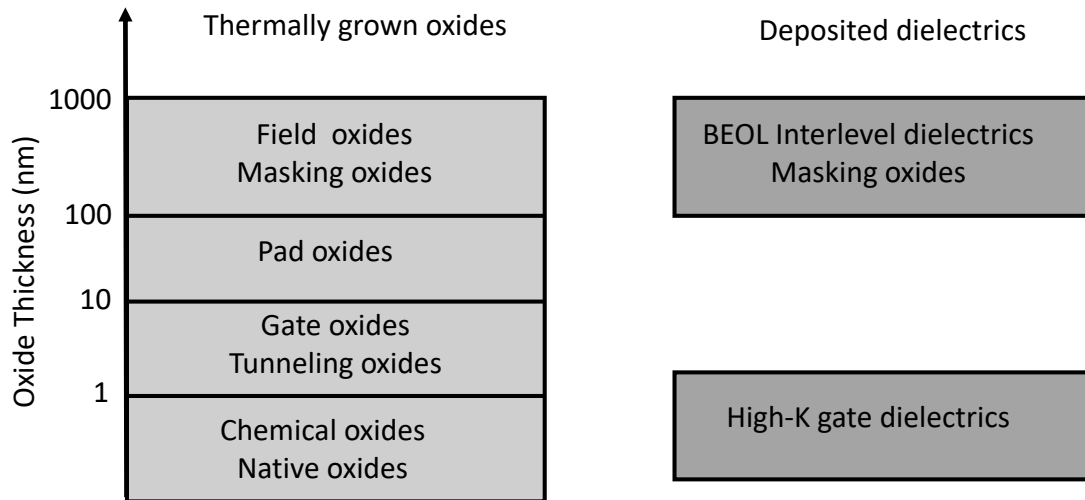 Thermally grown oxides
Deposited dielectrics
Oxide Thickness (nm)
1000
100
10
1
Field oxides
Masking oxides
Pad oxides
Gate oxides
Tunneling oxides
Chemical oxides
Native oxides
BEOL Interlevel dielectrics
Masking oxides
High-K gate dielectrics